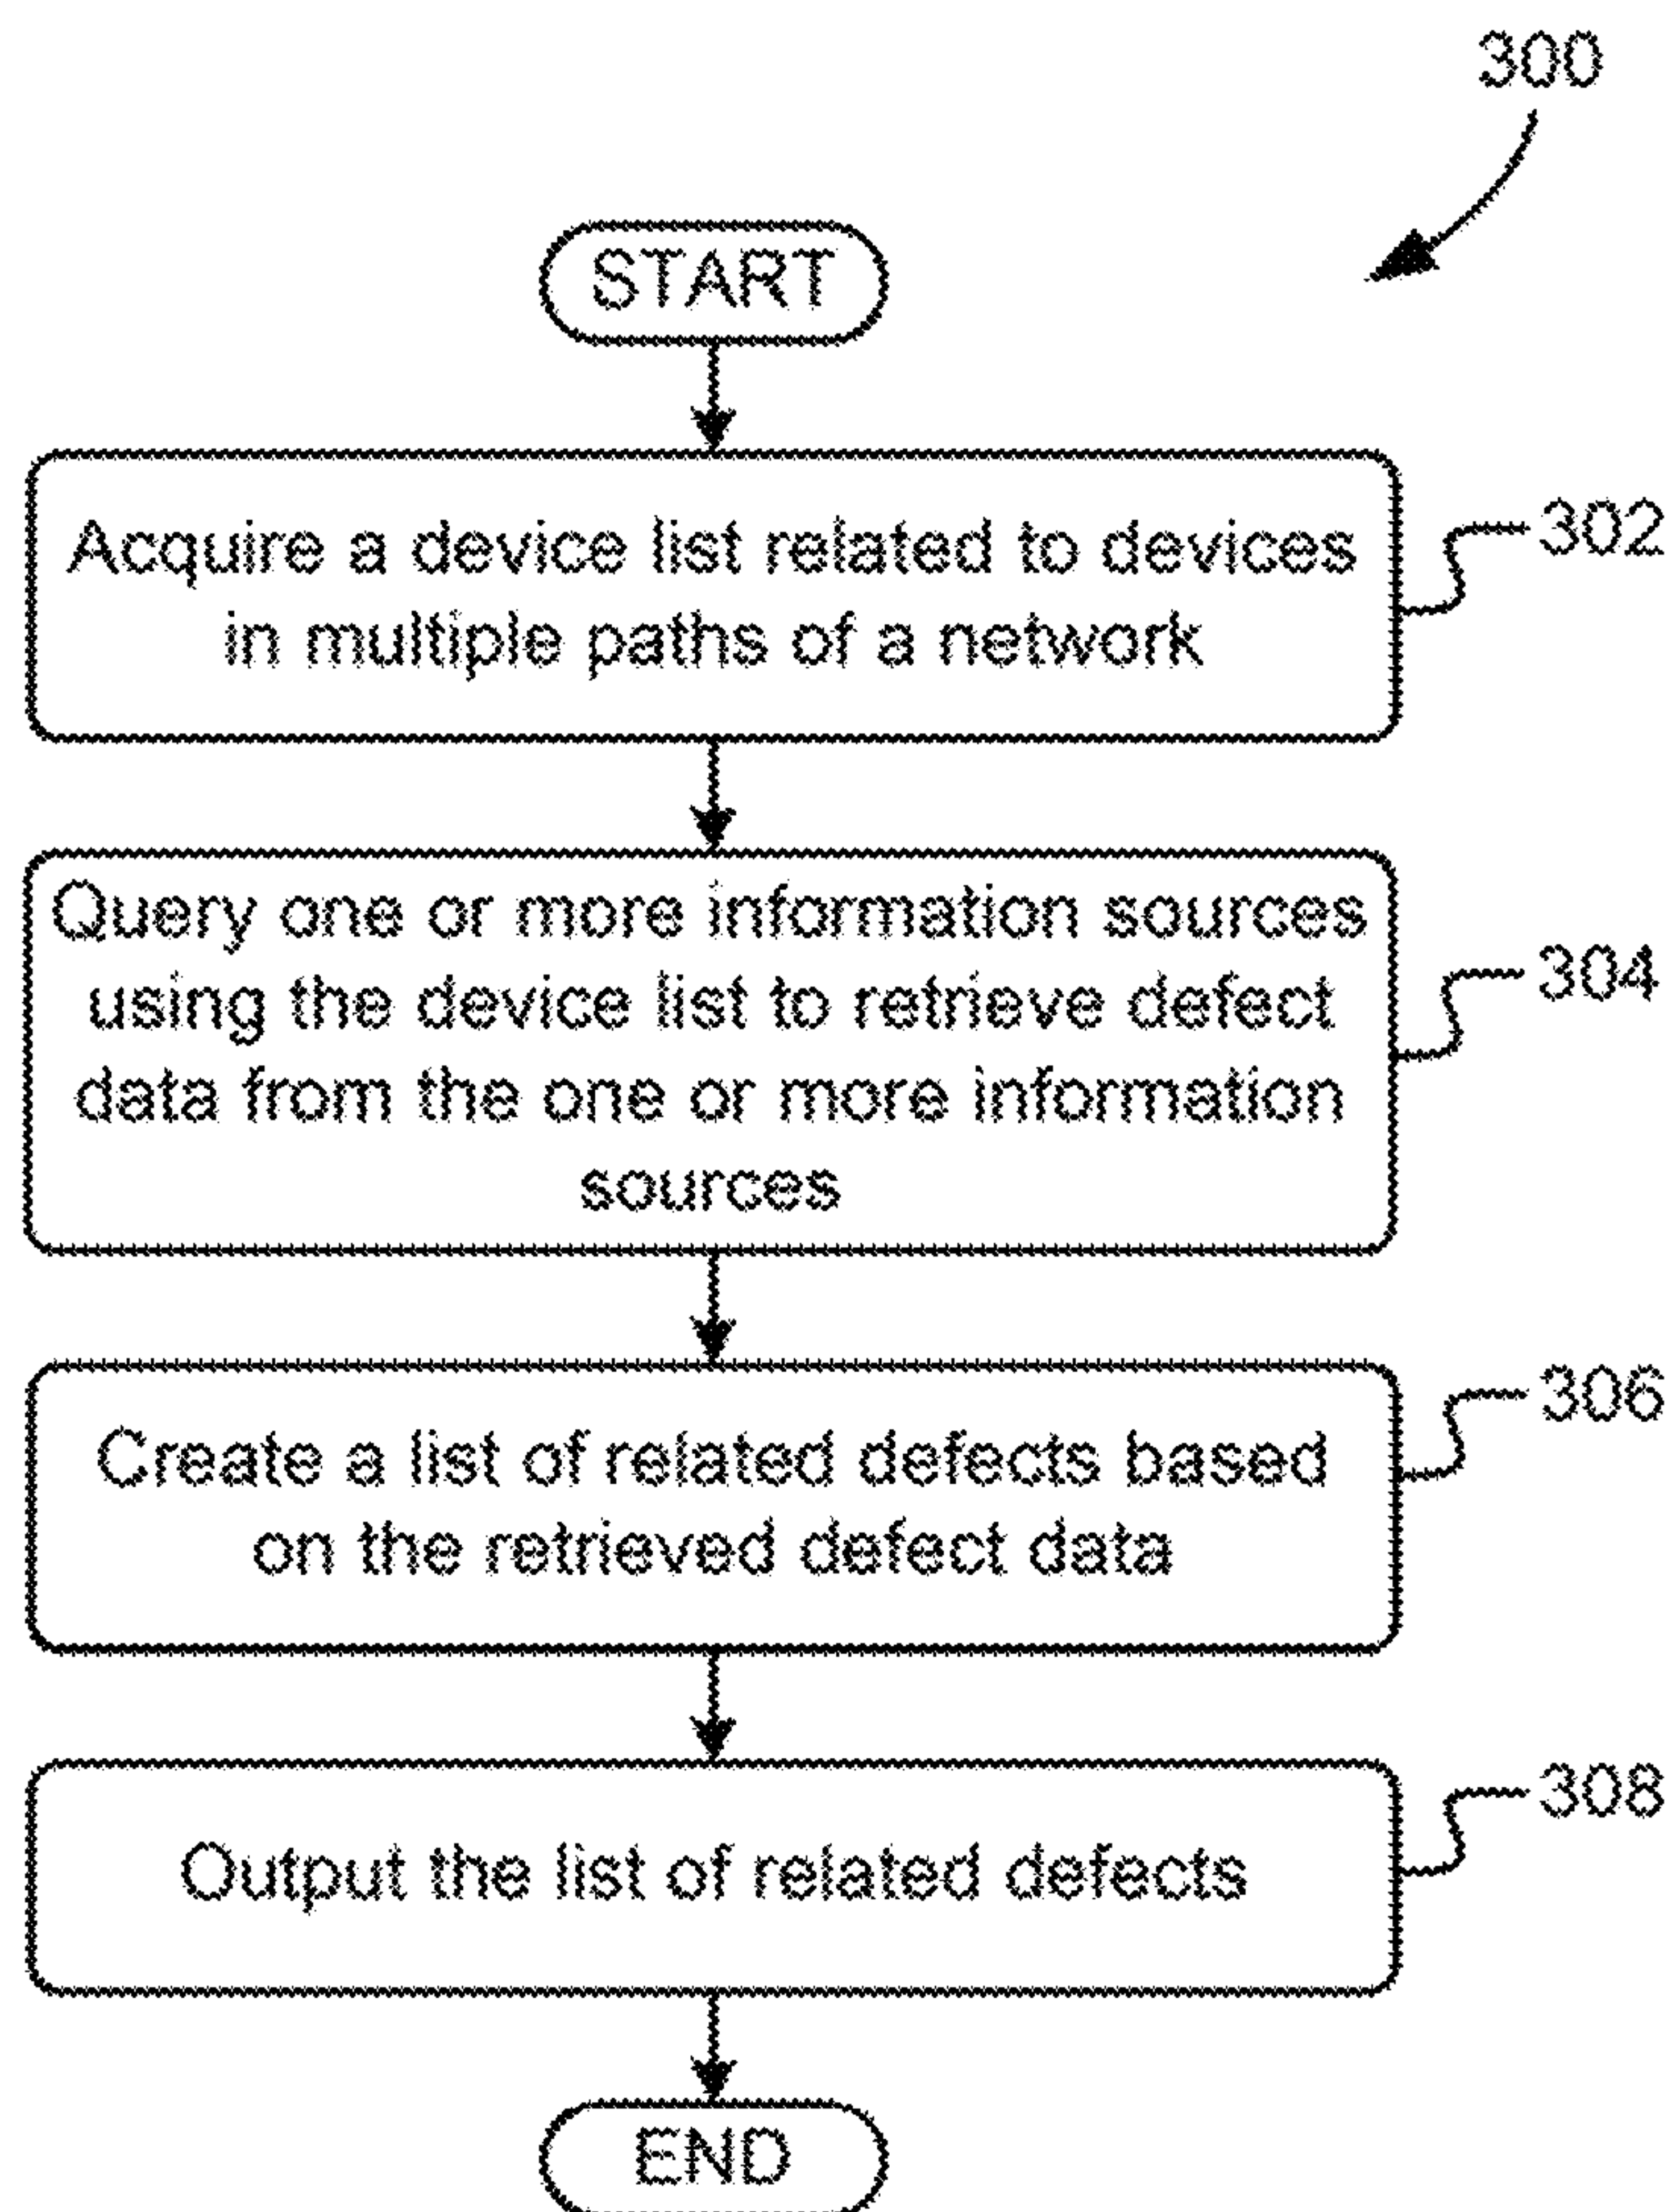 300
START
Acquire a device list related to devices
in multiple paths of a network
302
Query one or more information sources
using the device list to retrieve defect
data from the one or more information
sources
304
Create a list of related defects based
on the retrieved defect data
306
Output the list of related defects
308
END